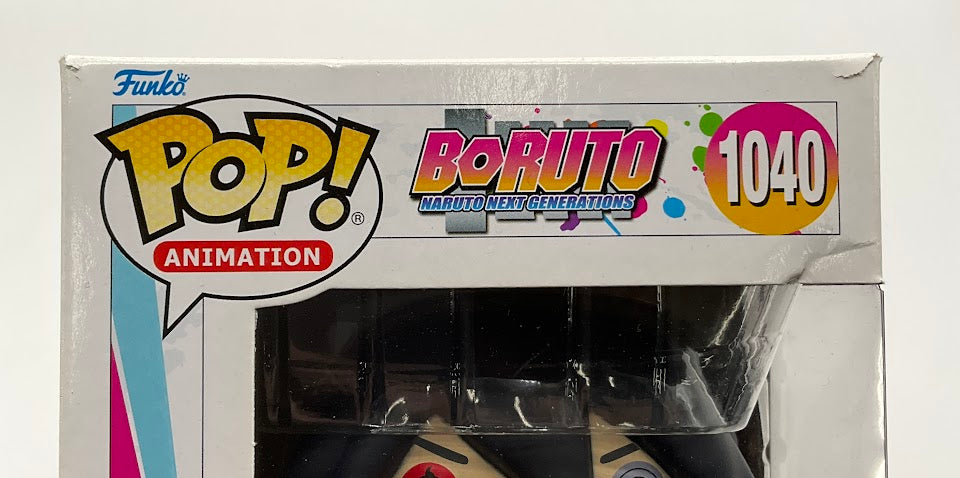 Funko
POP!®
ANIMATION
BORUTO
NARUTO NEXT GENERATIONS
1040